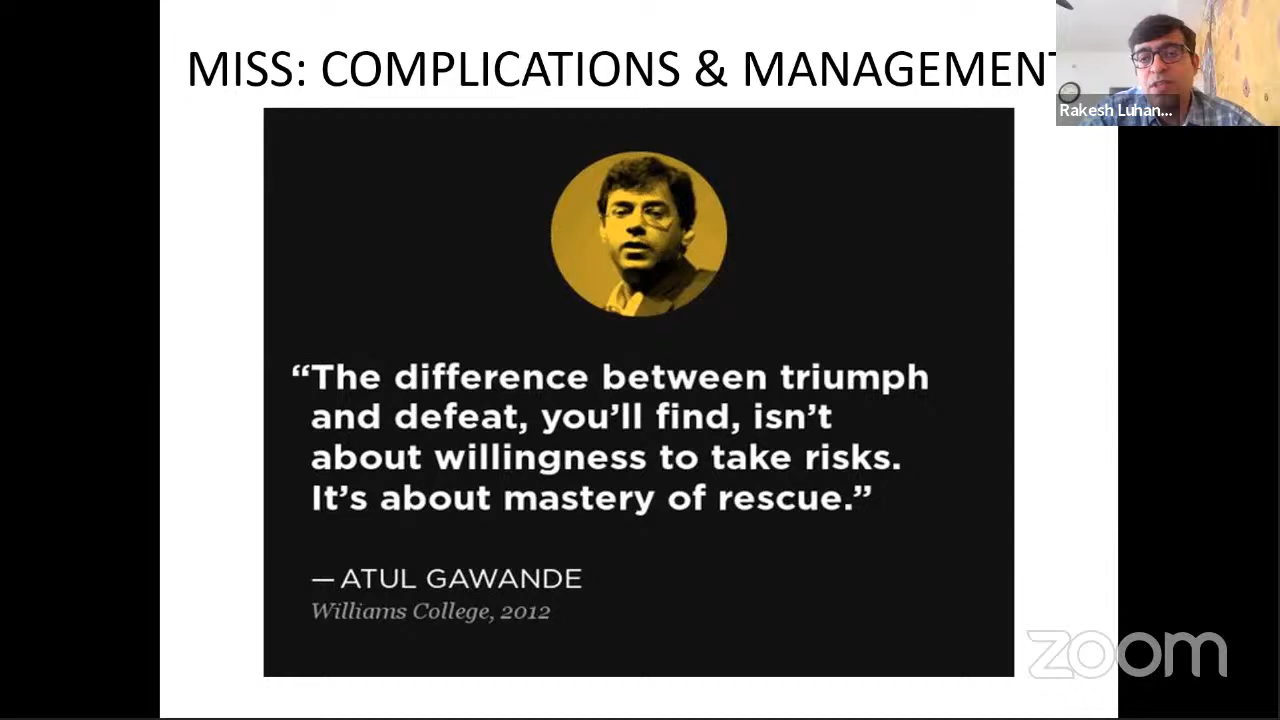 MISS: COMPLICATIONS & MANAGEMENT
Rakesh Luhan...
“The difference between triumph
and defeat, you’ll find, isn’t
about willingness to take risks.
It’s about mastery of rescue.”
— ATUL GAWANDE
Williams College, 2012
zoom